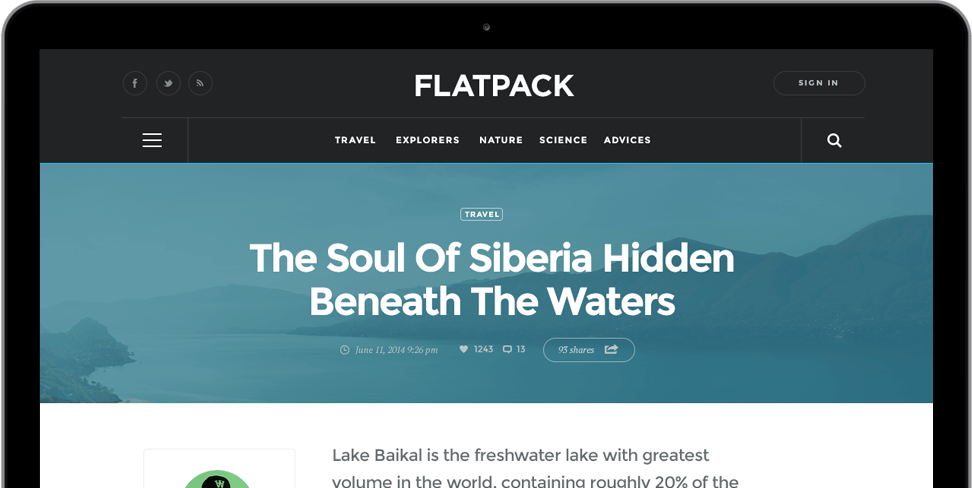 FLATPACK
SIGN IN
TRAVEL EXPLORERS NATURE SCIENCE ADVICES
TRAVEL
The Soul Of Siberia Hidden
Beneath The Waters
June 11, 2014 9:26 pm 1243 13 93 shares
Lake Baikal is the freshwater lake with greatest
volume in the world, containing roughly 20% of the
W